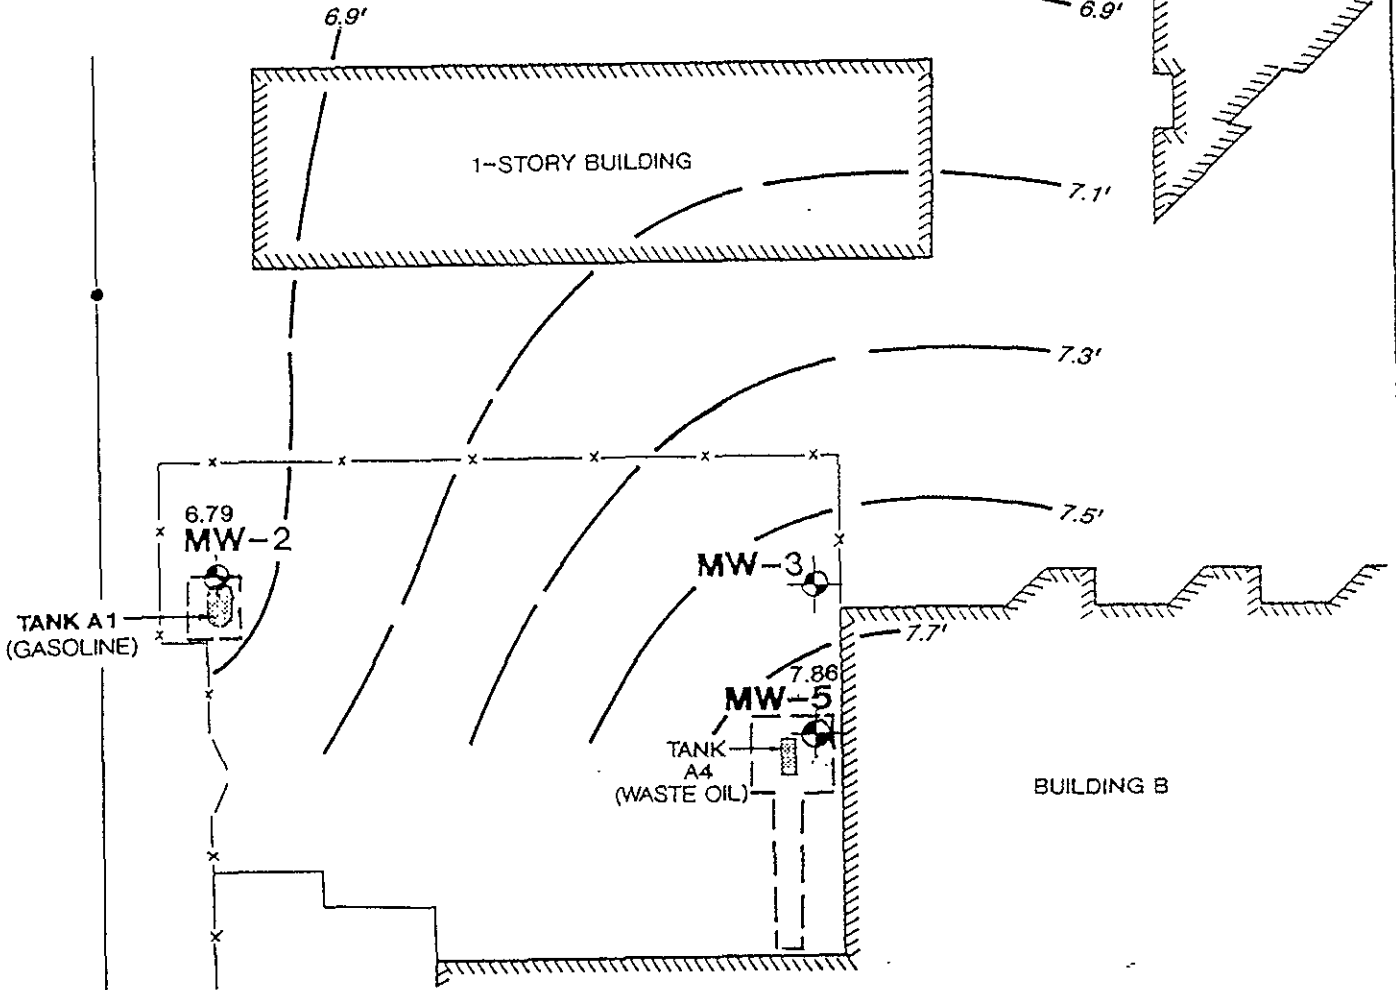 6.9'
6.9'
1-STORY BUILDING
7.1'
7.3'
7.5'
6.79
MW-2
MW-3
TANK A1
(GASOLINE)
7.7'
7.86
MW-5
TANK
A4
(WASTE OIL)
BUILDING B